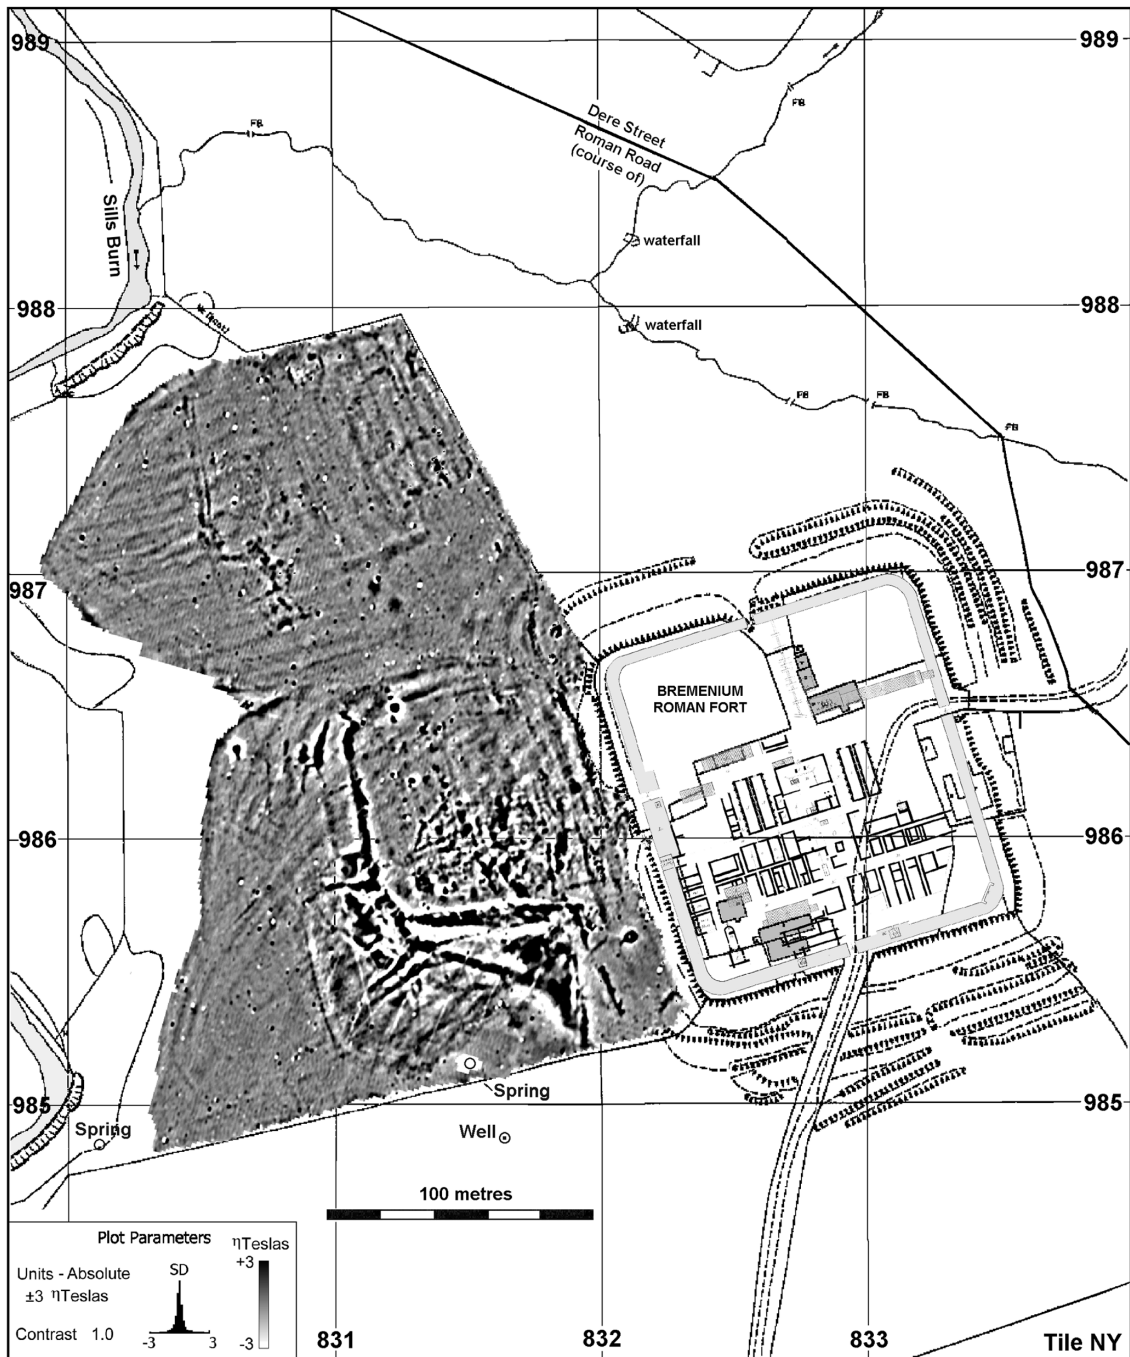 989
989
FB
FB
Dere Street
Roman Road
(course of)
Sills Burn
waterfall
988
988
waterfall
FB
FB
FB
987
987
BREMENIUM
ROMAN FORT
986
986
985
985
Spring
Spring
Well
100 metres
Plot Parameters
ηTeslas
Units - Absolute
±3 ηTeslas
SD
+3
Contrast 1.0
-3 3
-3
831
832
833
Tile NY